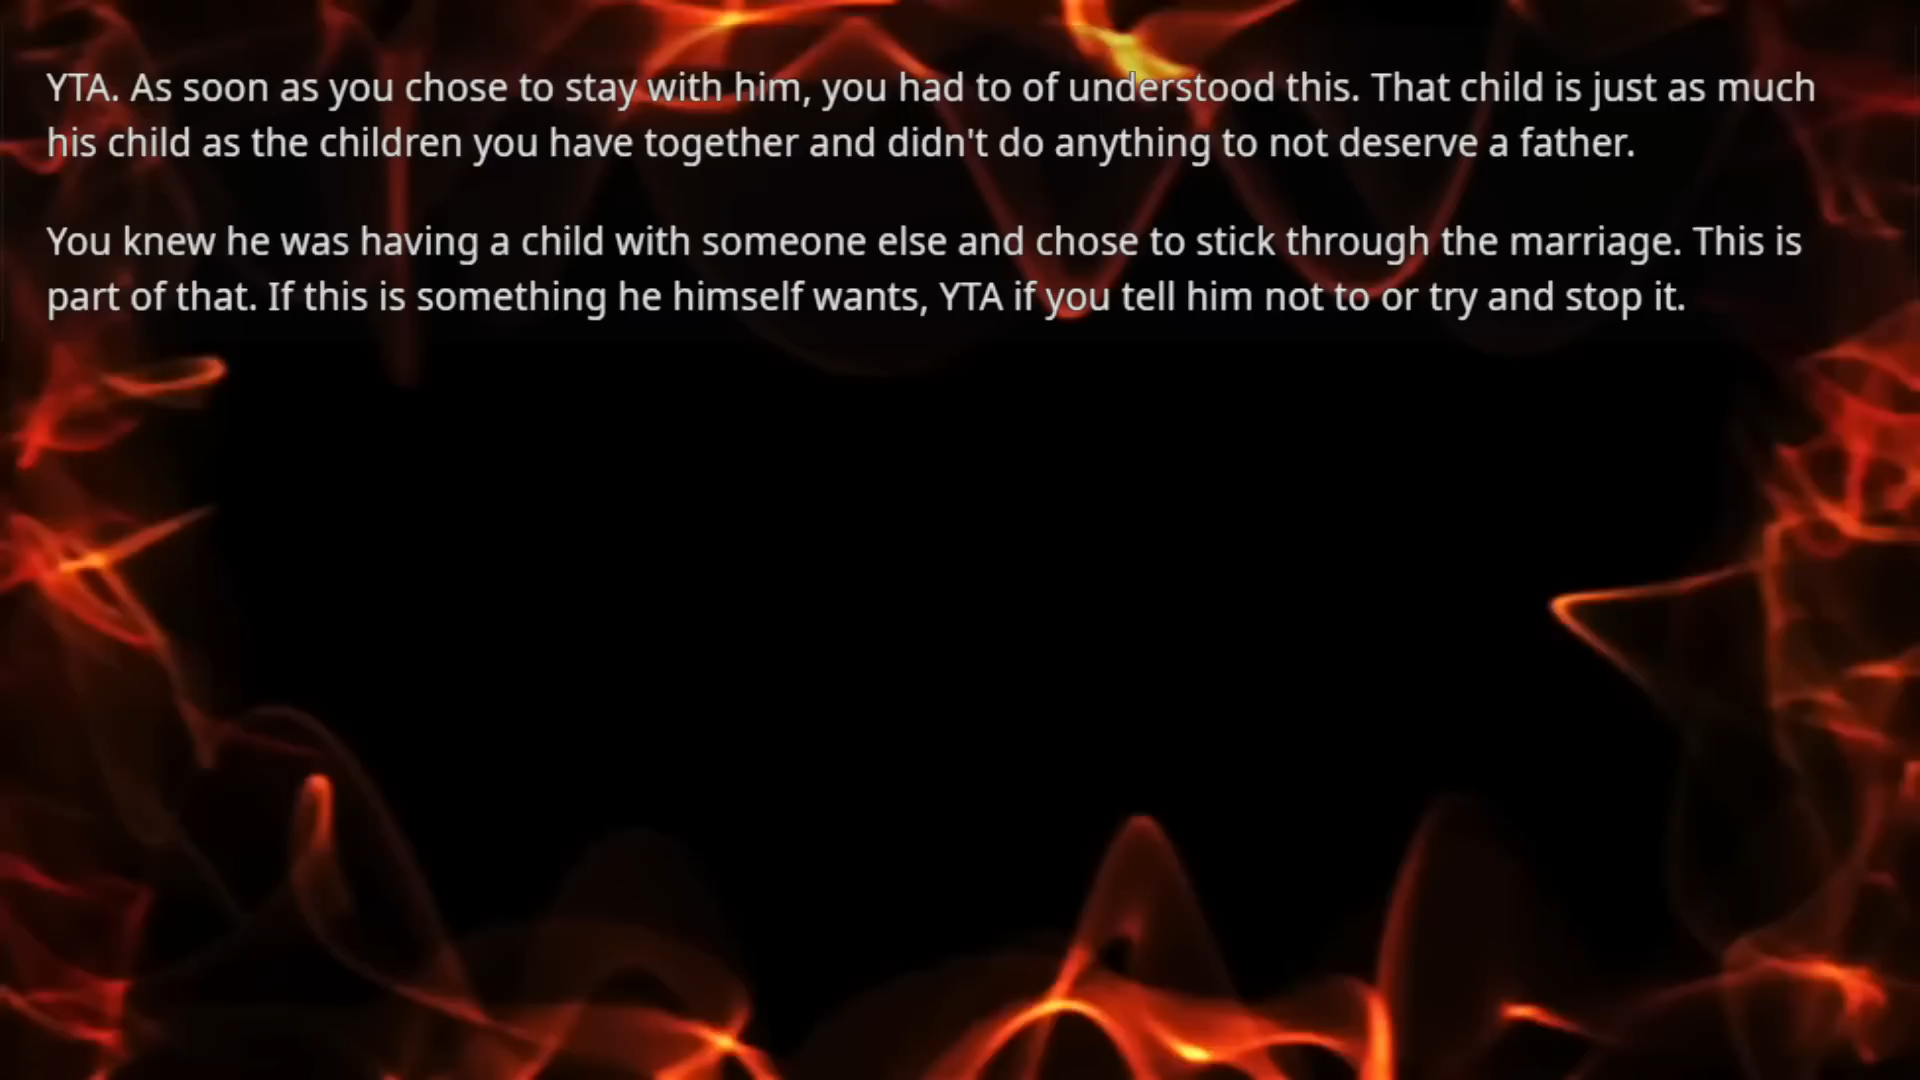 YTA. As soon as you chose to stay with him, you had to of understood this. That child is just as much
his child as the children you have together and didn't do anything to not deserve a father.
You knew he was having a child with someone else and chose to stick through the marriage. This is
part of that. If this is something he himself wants, YTA if you tell him not to or try and stop it.